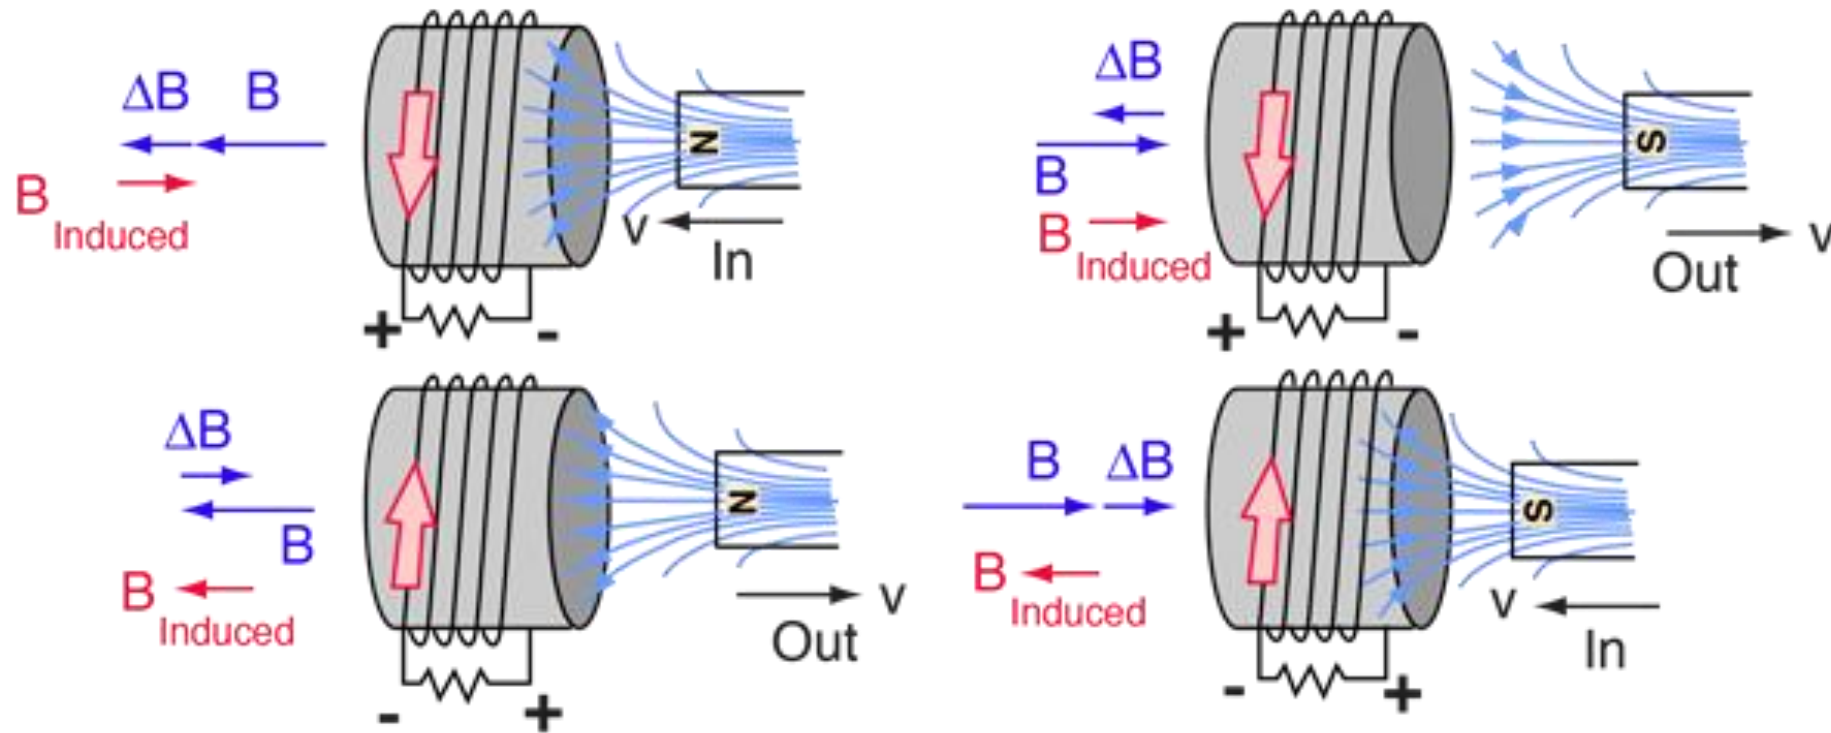 ΔB B
B
Induced
N
v
In
+ -
ΔB
B
B
Induced
S
v
Out
+ -
ΔB
B
B
Induced
N
v
Out
- +
B ΔB
B
Induced
S
v
In
- +